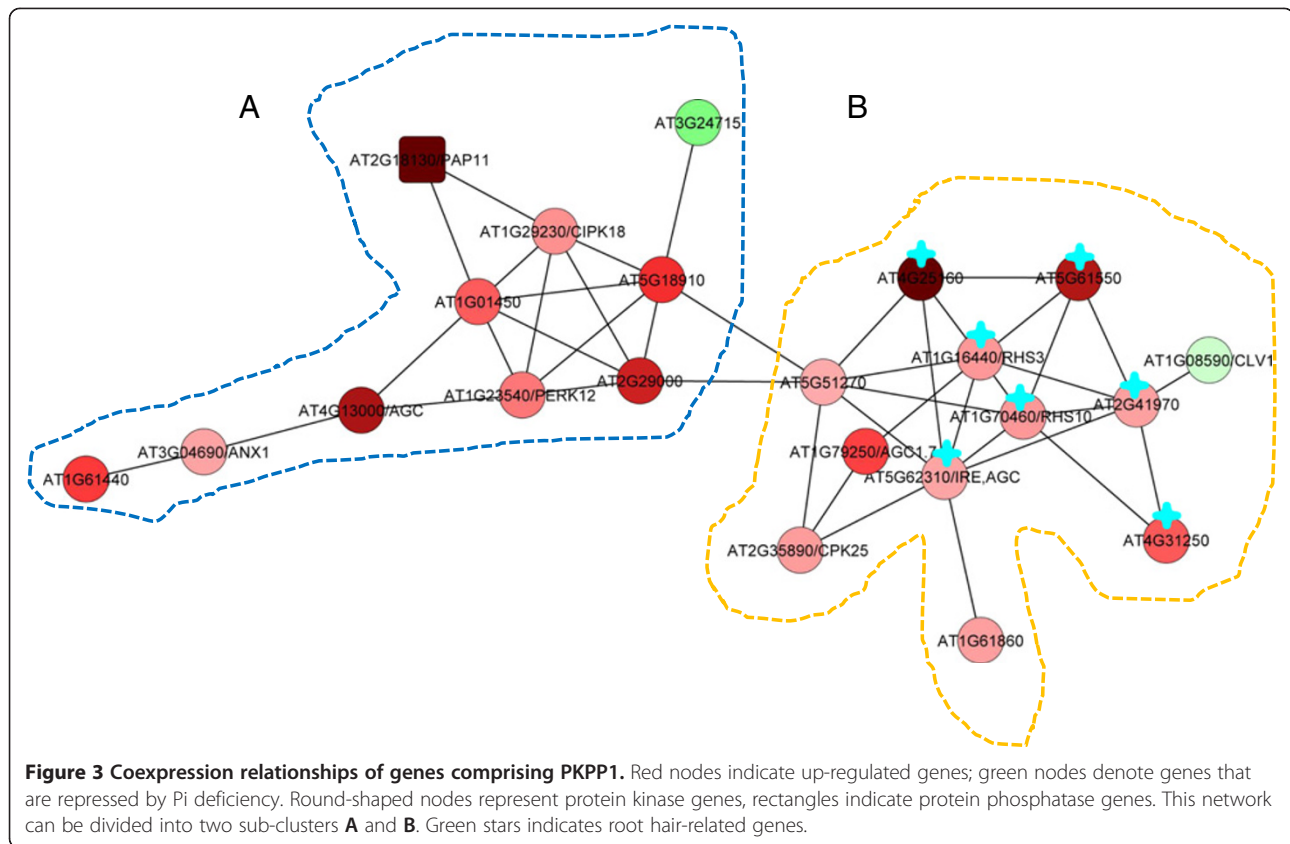 A
B
AT3G24715
AT2G18130/PAP11
AT1G29230/CIPK18
AT5G18910
AT1G01450
AT4G25160
AT5G61550
AT1G16440/RHS3
AT1G08590/CLV1
AT1G23540/PERK12
AT2G29000
AT5G51270
AT2G41970
AT4G13000/AGC
AT1G70460/RHS10
AT3G04690/ANX1
AT1G79250/AGC1.7
AT1G61440
AT5G62310/IRE,AGC
AT4G31250
AT2G35890/CPK25
AT1G61860
Figure 3 Coexpression relationships of genes comprising PKPP1. Red nodes indicate up-regulated genes; green nodes denote genes that
are repressed by Pi deficiency. Round-shaped nodes represent protein kinase genes, rectangles indicate protein phosphatase genes. This network
can be divided into two sub-clusters A and B. Green stars indicates root hair-related genes.